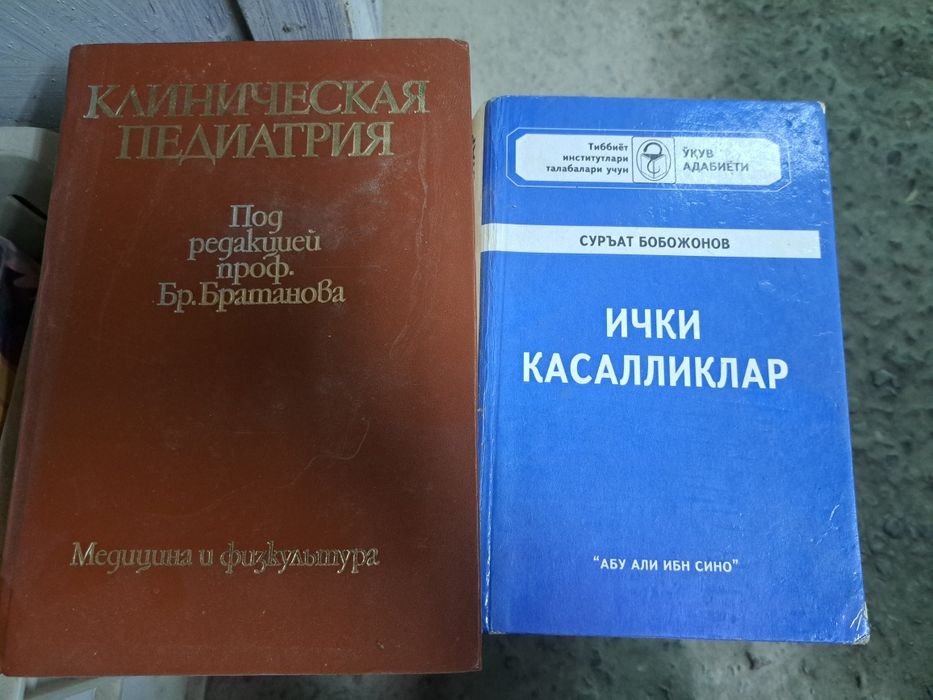 КЛИНИЧЕСКАЯ
ПЕДИАТРИЯ
Под
редакцией
проф.
Бр. Братанова
Медицина и физкультура
Тиббиёт
институтлари
талабалари учун
ЎҚУВ
АДАБИЁТИ
СУРЪАТ БОБОЖОНОВ
ИЧКИ
КАСАЛЛИКЛАР
"АБУ АЛИ ИБН СИНО"